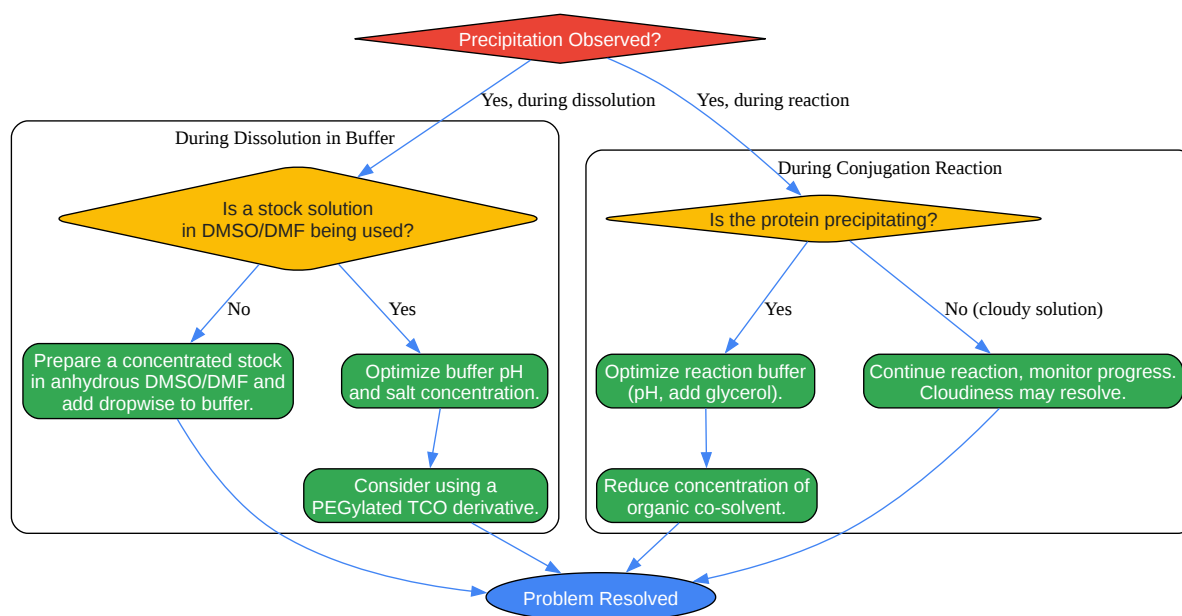 Precipitation Observed?
Yes, during dissolution
Yes, during reaction
During Dissolution in Buffer
Is a stock solution
in DMSO/DMF being used?
No
Yes
Prepare a concentrated stock
in anhydrous DMSO/DMF and
add dropwise to buffer.
Optimize buffer pH
and salt concentration.
Consider using a
PEGylated TCO derivative.
During Conjugation Reaction
Is the protein precipitating?
Yes
No (cloudy solution)
Optimize reaction buffer
(pH, add glycerol).
Continue reaction, monitor progress.
Cloudiness may resolve.
Reduce concentration of
organic co-solvent.
Problem Resolved